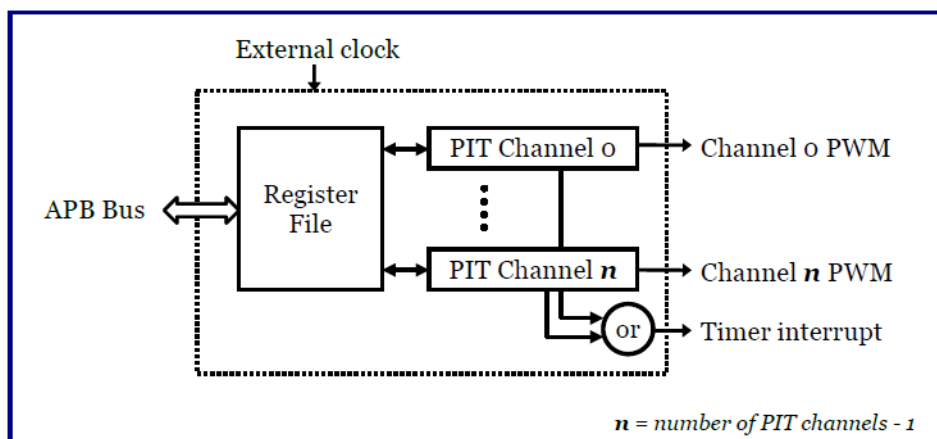 External clock
PIT Channel 0
Channel 0 PWM
APB Bus
Register
File
PIT Channel n
Channel n PWM
or
Timer interrupt
n = number of PIT channels - 1